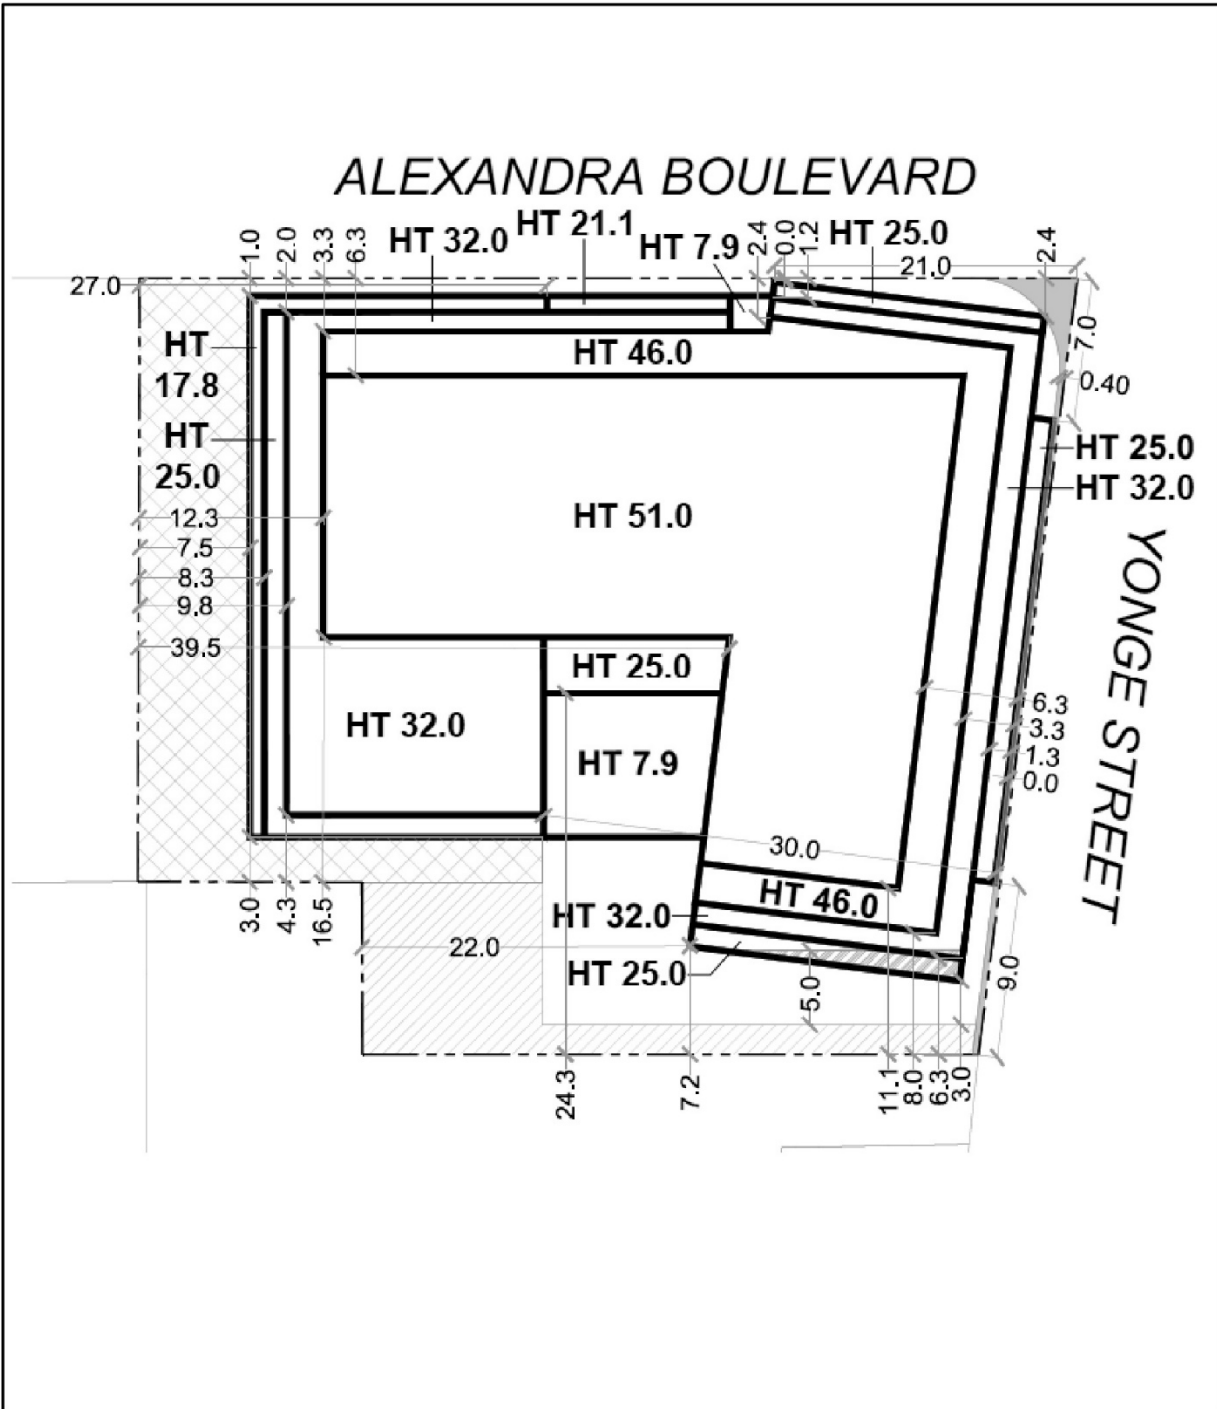 ALEXANDRA BOULEVARD
1.0
2.0
3.3
6.3
HT 32.0
HT 21.1
HT 7.9
2.4
0.0
1.2
HT 25.0
21.0
2.4
27.0
7.0
HT
17.8
HT 46.0
0.40
HT
25.0
HT 25.0
HT 32.0
12.3
HT 51.0
7.5
8.3
9.8
YONGE STREET
39.5
HT 25.0
6.3
HT 32.0
3.3
HT 7.9
1.3
0.0
30.0
HT 46.0
3.0
4.3
16.5
HT 32.0
22.0
HT 25.0
5.0
9.0
24.3
7.2
11.1
8.0
6.3
3.0